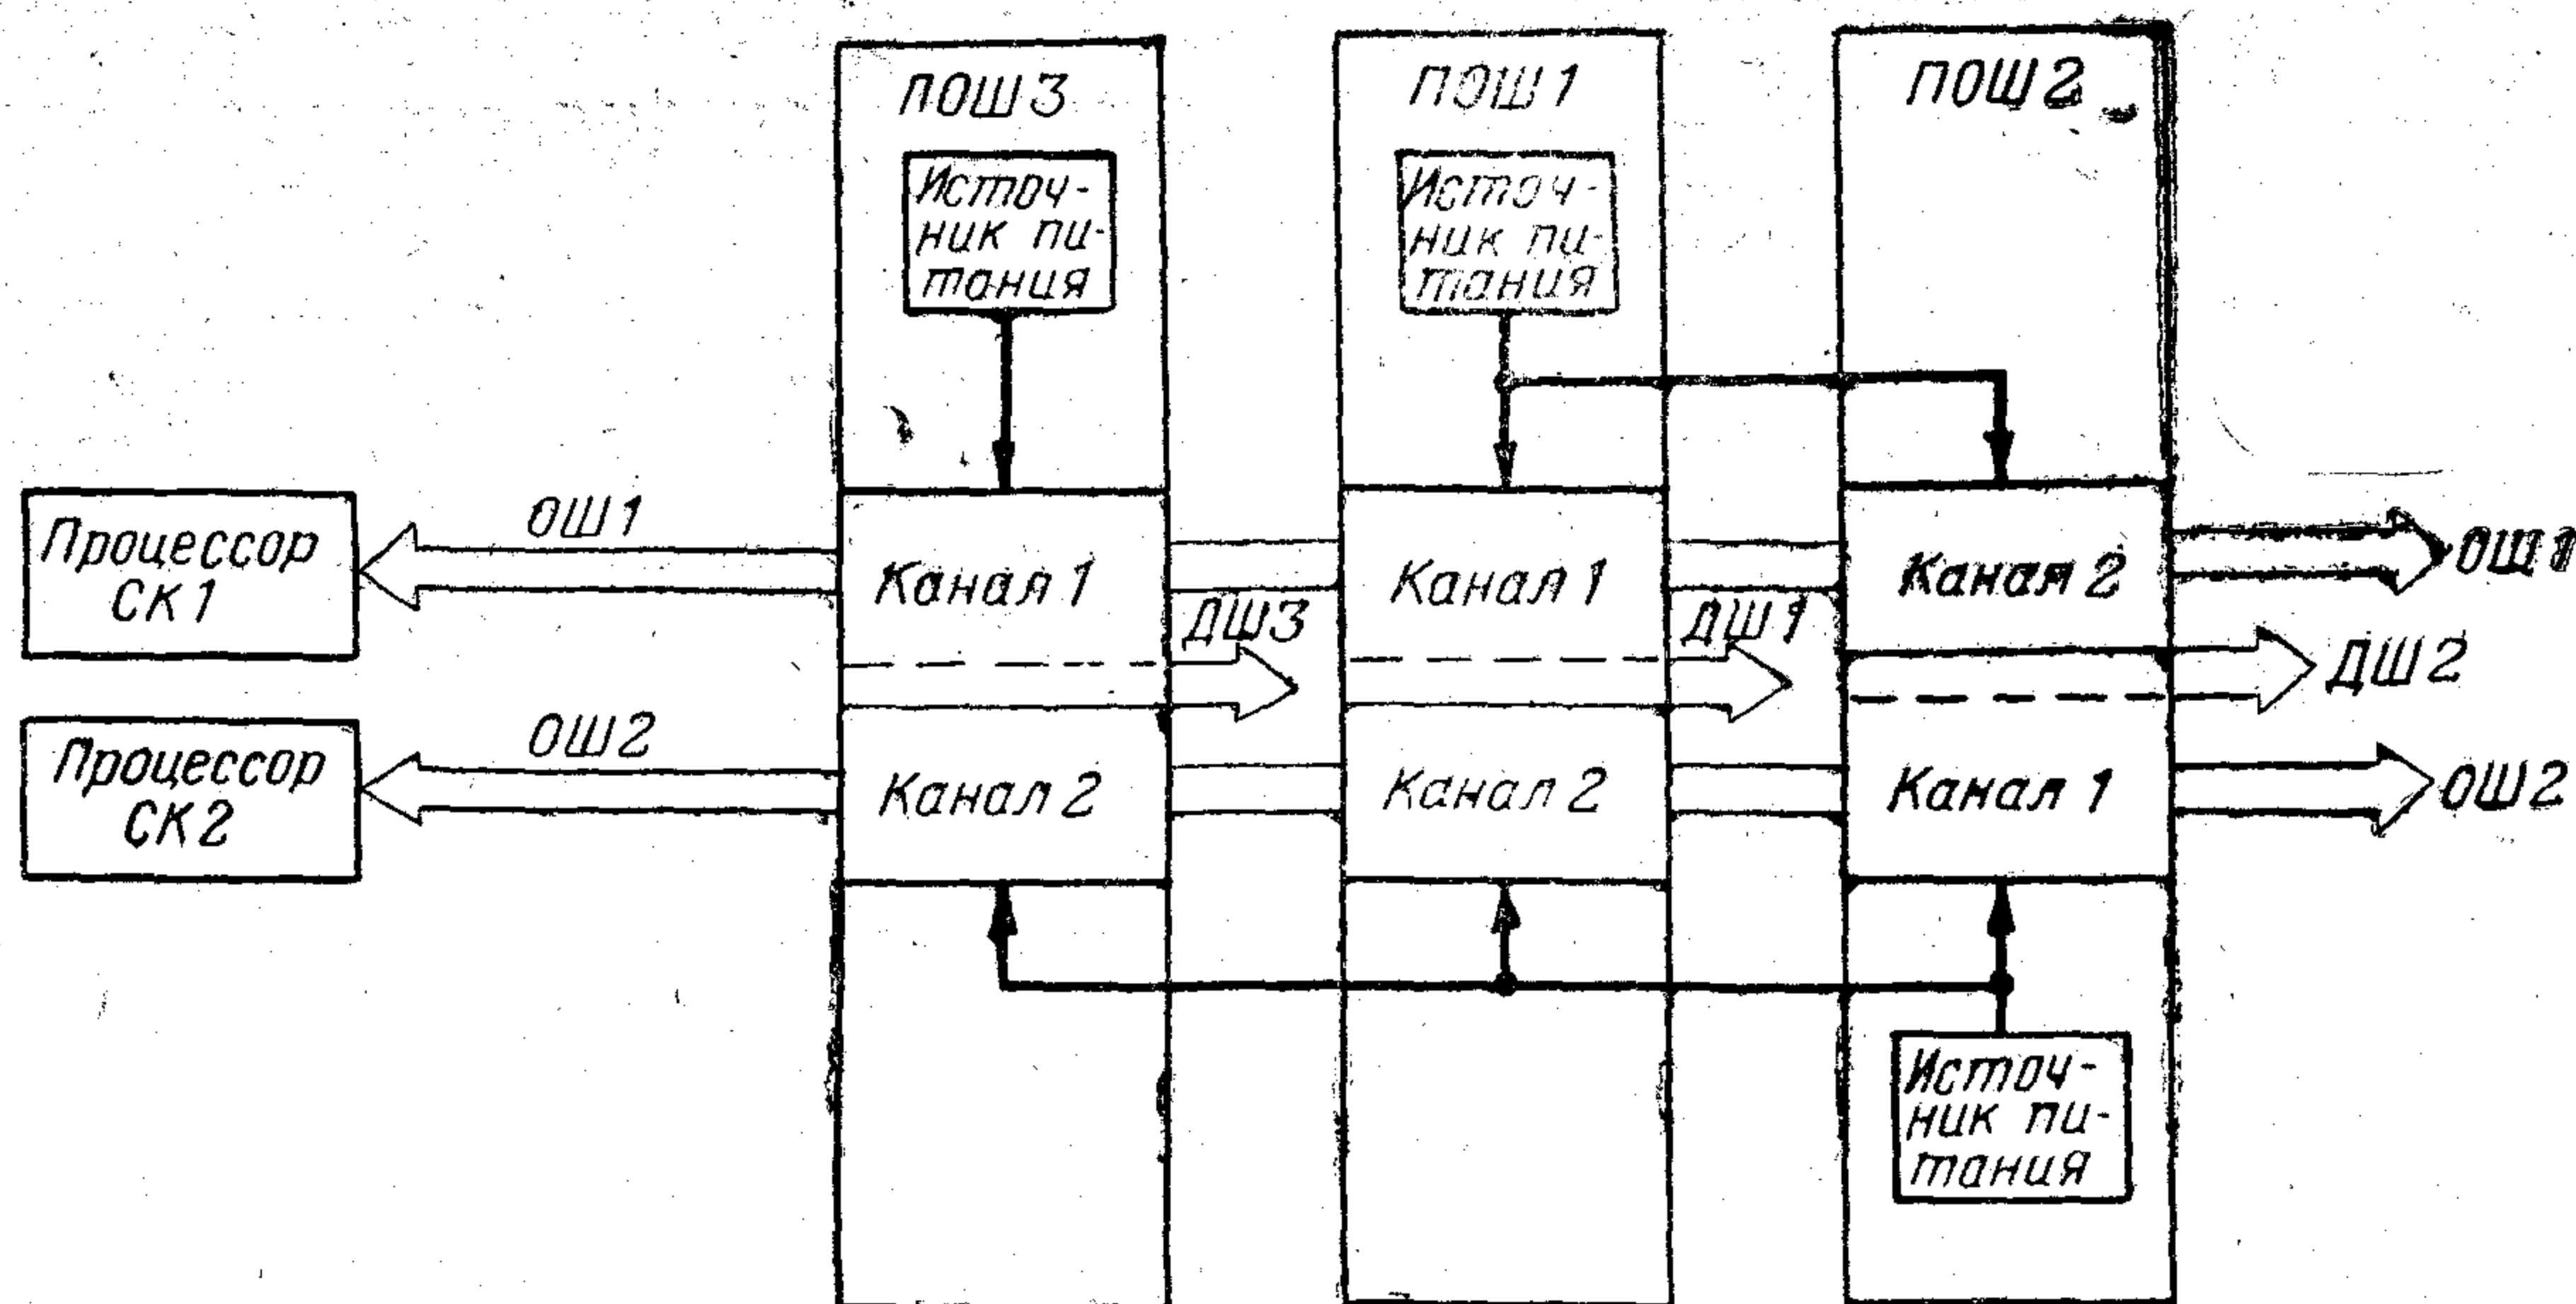 ПОШ3
ПОШ1
ПОШ2
Источ-
ник пи-
тания
Источ-
ник пи-
тания
Процессор
СК1
ОШ1
Канал 1
Канал 1
Канал 2
ОШ1
ДШ3
ДШ1
ДШ2
Процессор
СК2
ОШ2
Канал 2
Канал 2
Канал 1
ОШ2
Источ-
ник пи-
тания